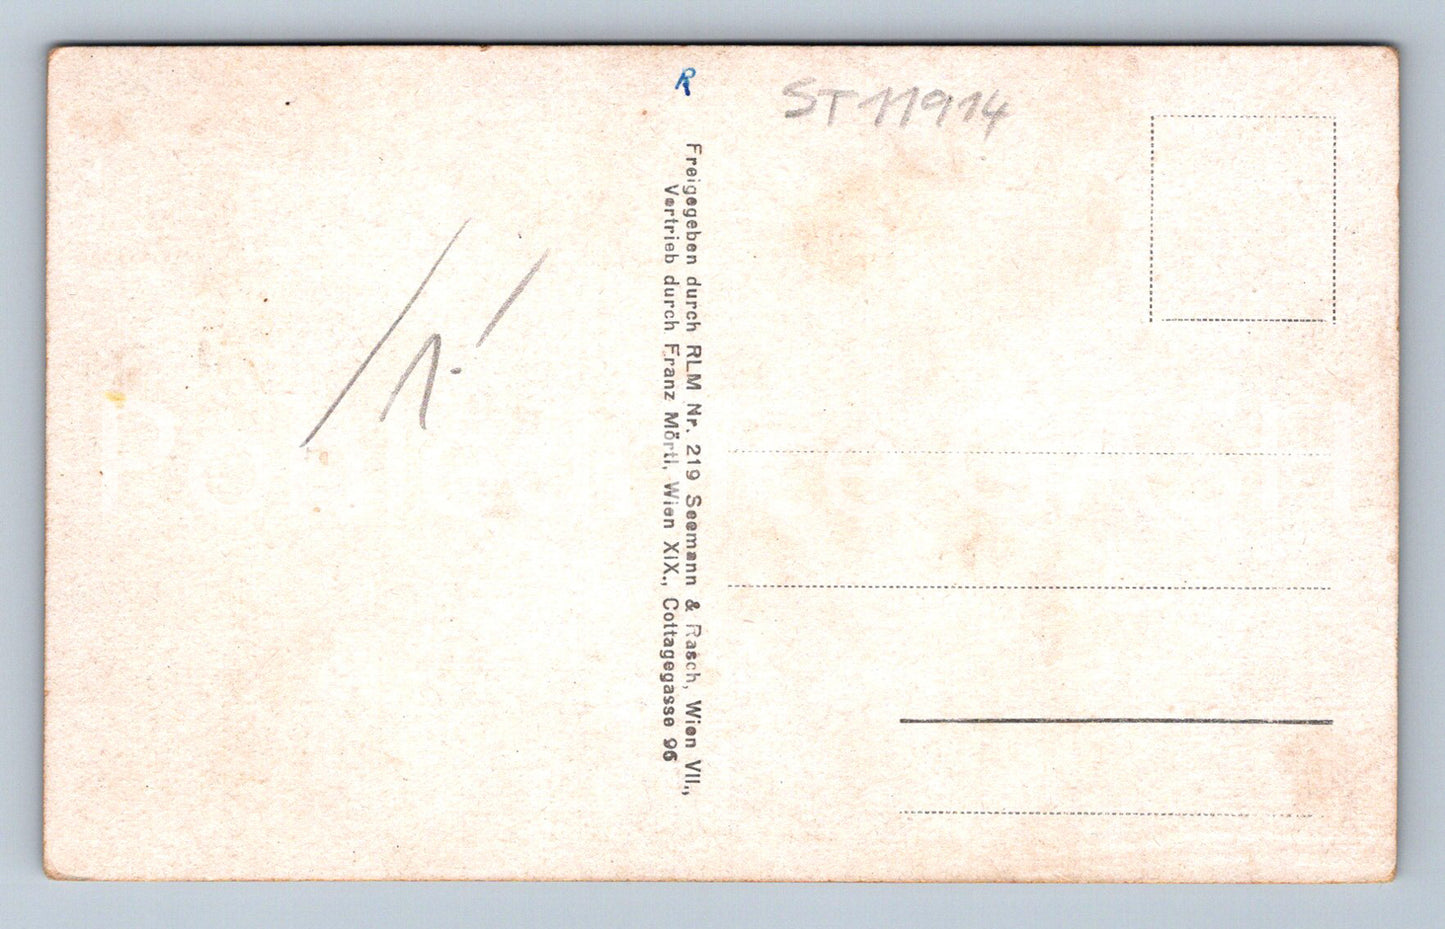 R
ST 11914
Freigegeben durch RLM Nr. 219 Seemann & Rasch, Wien VII.,
Vertrieb durch Franz Mörtl, Wien XIX., Cottagegasse 96